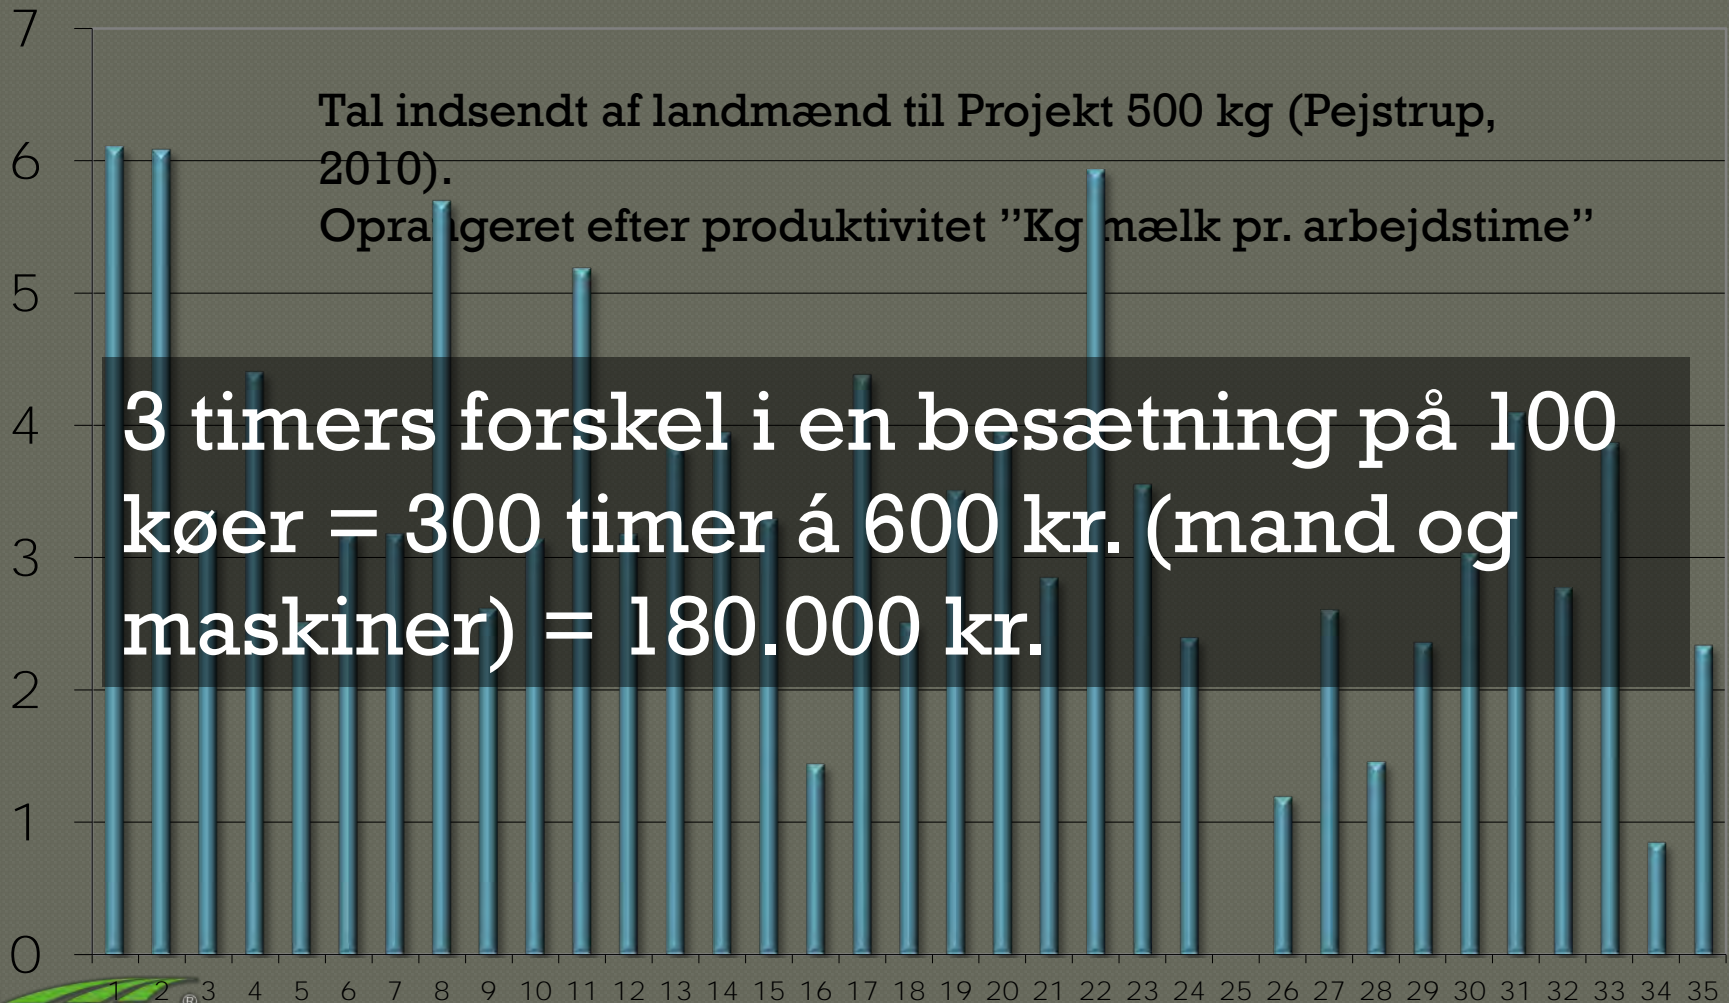 7
Tal indsendt af landmænd til Projekt 500 kg (Pejstrup,
6
2010).
Oprangeret efter produktivitet ”Kg mælk pr. arbejdstime”
5
4
3 timers forskel i en besætning på 100
køer = 300 timer á 600 kr. (mand og
3
maskiner) = 180.000 kr.
2
1
0
1 2 3 4 5 6 7 8 9 10 11 12 13 14 15 16 17 18 19 20 21 22 23 24 25 26 27 28 29 30 31 32 33 34 35
®